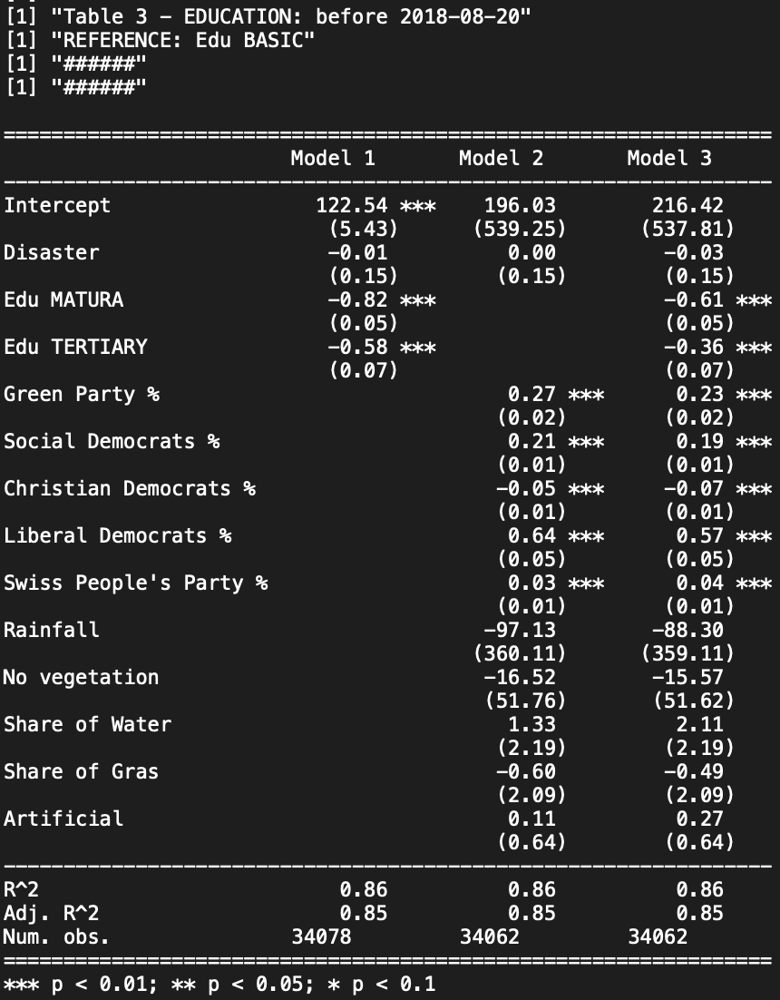 [1] "Table 3 - EDUCATION: before 2018-08-20"
[1] "REFERENCE: Edu BASIC"
[1] "######"
[1] "######"
=================================================================
                        Model 1       Model 2       Model 3
-----------------------------------------------------------------
Intercept                 122.54 ***    196.03        216.42
                           (5.43)      (539.25)      (537.81)
Disaster                   -0.01          0.00         -0.03
                           (0.15)        (0.15)        (0.15)
Edu MATURA                 -0.82 ***                   -0.61 ***
                           (0.05)                      (0.05)
Edu TERTIARY               -0.58 ***                   -0.36 ***
                           (0.07)                      (0.07)
Green Party %                             0.27 ***      0.23 ***
                                         (0.02)        (0.02)
Social Democrats %                        0.21 ***      0.19 ***
                                         (0.01)        (0.01)
Christian Democrats %                    -0.05 ***     -0.07 ***
                                         (0.01)        (0.01)
Liberal Democrats %                       0.64 ***      0.57 ***
                                         (0.05)        (0.05)
Swiss People's Party %                    0.03 ***      0.04 ***
                                         (0.01)        (0.01)
Rainfall                                -97.13        -88.30
                                       (360.11)      (359.11)
No vegetation                           -16.52        -15.57
                                        (51.76)       (51.62)
Share of Water                            1.33          2.11
                                         (2.19)        (2.19)
Share of Gras                            -0.60         -0.49
                                         (2.09)        (2.09)
Artificial                                0.11          0.27
                                         (0.64)        (0.64)
-----------------------------------------------------------------
R^2                         0.86          0.86          0.86
Adj. R^2                    0.85          0.85          0.85
Num. obs.               34078         34062         34062
=================================================================
*** p < 0.01; ** p < 0.05; * p < 0.1